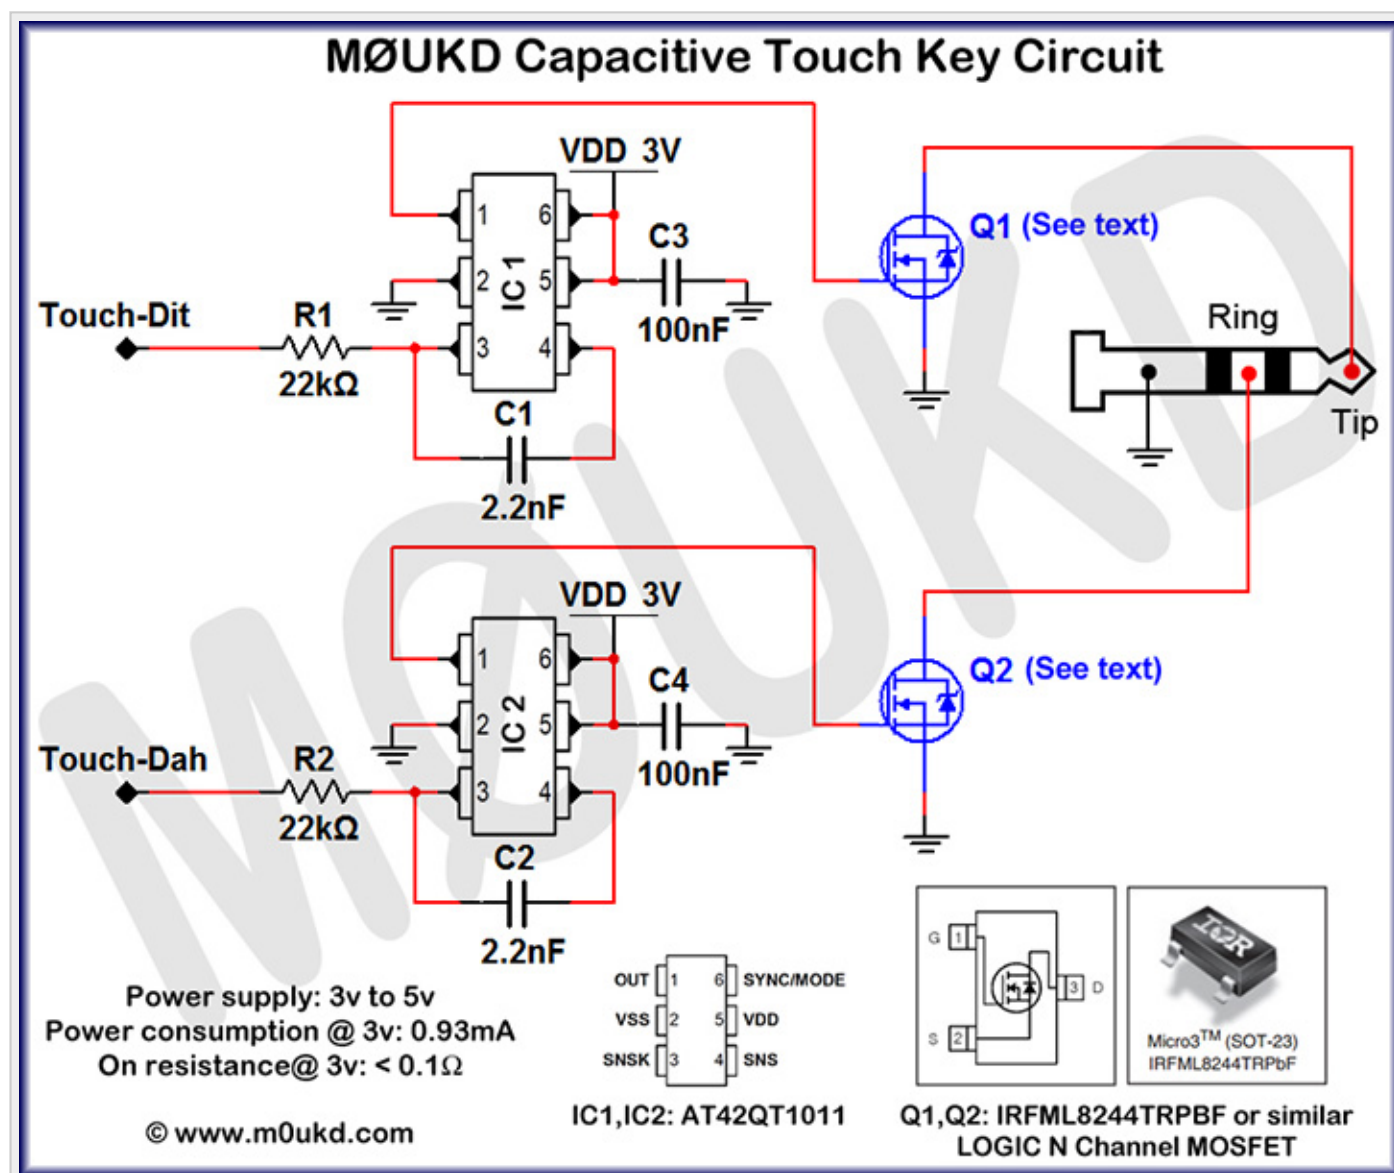 MØUKD Capacitive Touch Key Circuit
VDD 3V
1
6
2
5
3
4
IC 1
C3
100nF
Q1 (See text)
Touch-Dit
R1
22kΩ
C1
2.2nF
Ring
Tip
VDD 3V
1
6
2
5
3
4
IC 2
C4
100nF
Q2 (See text)
Touch-Dah
R2
22kΩ
C2
2.2nF
MØUKD
Power supply: 3v to 5v
Power consumption @ 3v: 0.93mA
On resistance@ 3v: < 0.1Ω
© www.m0ukd.com
OUT 1 6 SYNC/MODE
VSS 2 5 VDD
SNSK 3 4 SNS
IC1,IC2: AT42QT1011
G 1
3 D
S 2
IOR
Micro3™ (SOT-23)
IRFML8244TRPbF
Q1,Q2: IRFML8244TRPBF or similar
LOGIC N Channel MOSFET